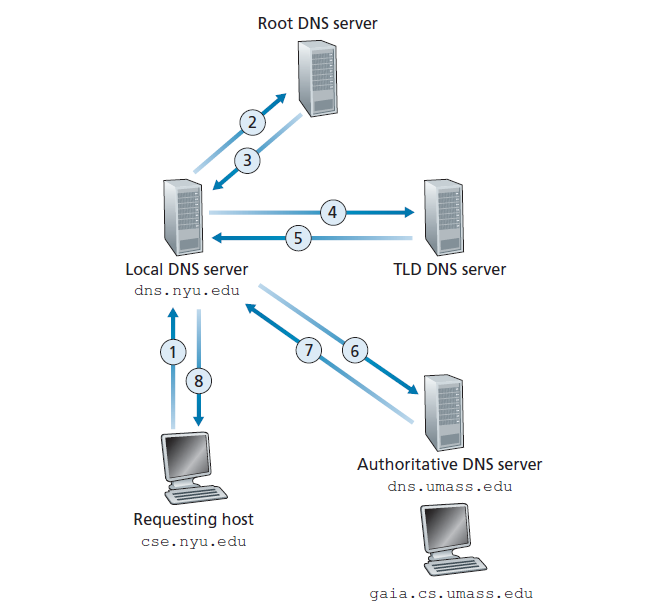 Root DNS server
2
3
4
5
Local DNS server
dns.nyu.edu
TLD DNS server
1
8
7
6
Authoritative DNS server
dns.umass.edu
Requesting host
cse.nyu.edu
gaia.cs.umass.edu